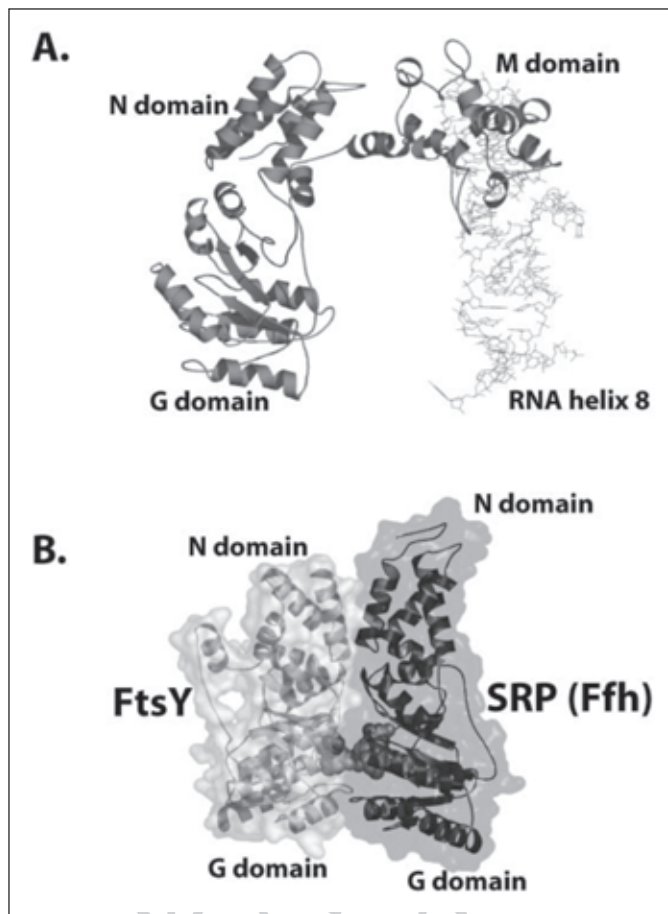 A.
N domain
M domain
G domain
RNA helix 8
B.
N domain
N domain
FtsY
SRP (Ffh)
G domain
G domain